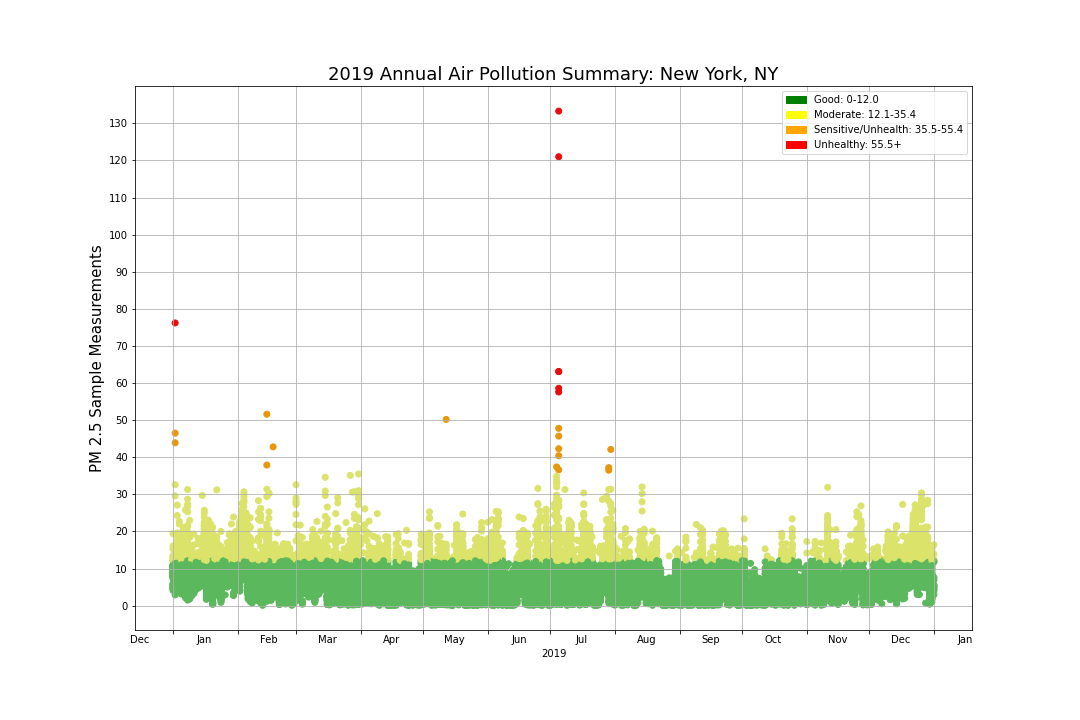 2019 Annual Air Pollution Summary: New York, NY
Good: 0-12.0
Moderate: 12.1-35.4
Sensitive/Unhealth: 35.5-55.4
Unhealthy: 55.5+
PM 2.5 Sample Measurements
130
120
110
100
90
80
70
60
50
40
30
20
10
0
Dec Jan Feb Mar Apr May Jun Jul Aug Sep Oct Nov Dec Jan
2019